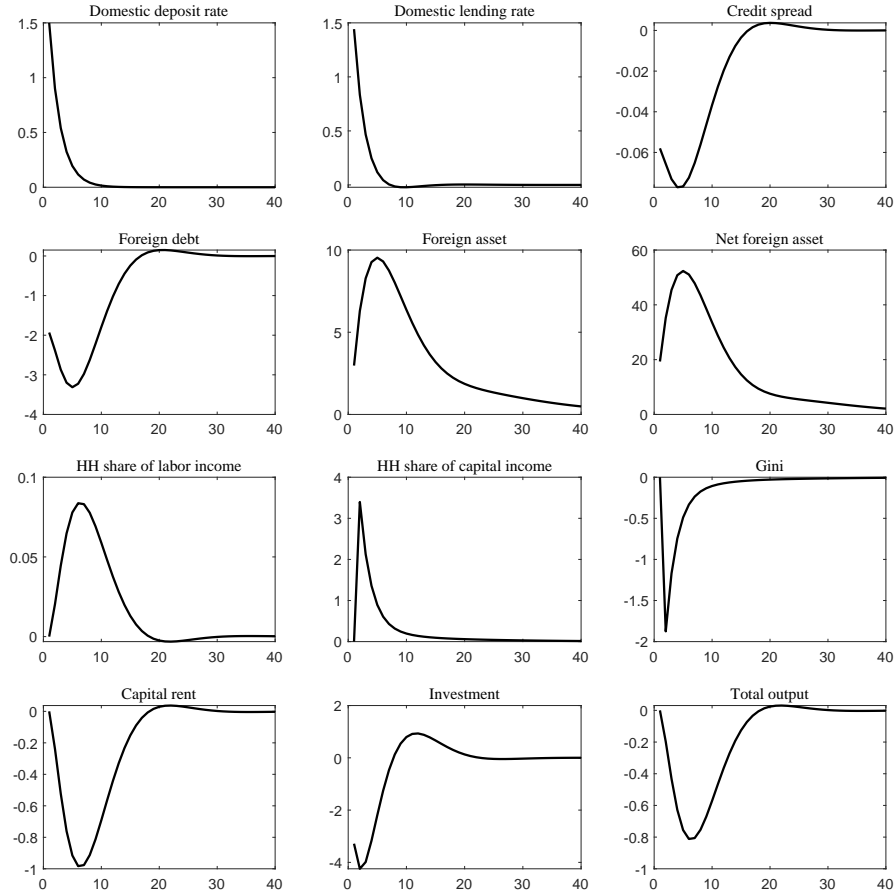 Domestic deposit rate
1.5
1
0.5
0
0 10 20 30 40
Domestic lending rate
1.5
1
0.5
0
0 10 20 30 40
Credit spread
0
-0.02
-0.04
-0.06
0 10 20 30 40
Foreign debt
0
-1
-2
-3
-4
0 10 20 30 40
Foreign asset
10
5
0
0 10 20 30 40
Net foreign asset
60
40
20
0
0 10 20 30 40
HH share of labor income
0.1
0.05
0
0 10 20 30 40
HH share of capital income
4
3
2
1
0
0 10 20 30 40
Gini
0
-0.5
-1
-1.5
-2
0 10 20 30 40
Capital rent
0
-0.2
-0.4
-0.6
-0.8
-1
0 10 20 30 40
Investment
2
0
-2
-4
0 10 20 30 40
Total output
0
-0.2
-0.4
-0.6
-0.8
-1
0 10 20 30 40